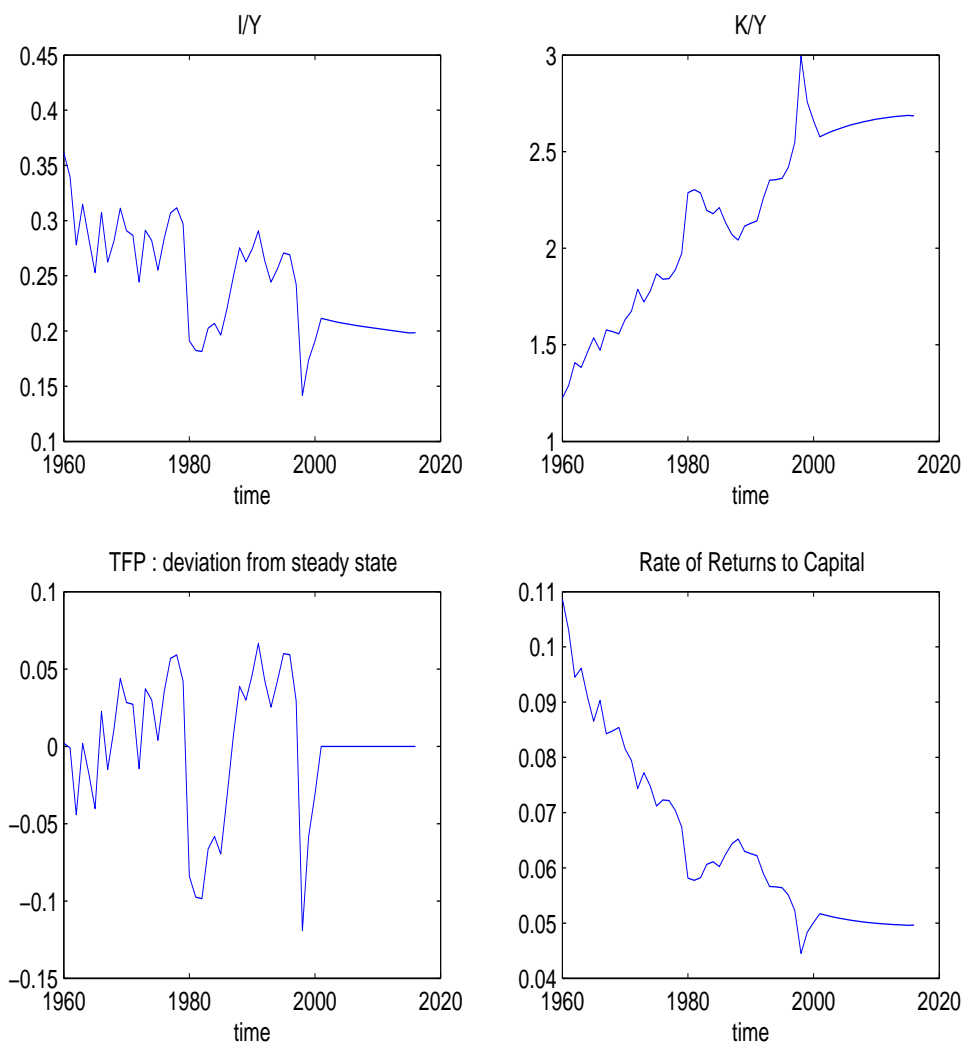 I/Y
0.45
0.4
0.35
0.3
0.25
0.2
0.15
0.1
1960 1980 2000 2020
time
K/Y
3
2.5
2
1.5
1
1960 1980 2000 2020
time
TFP : deviation from steady state
0.1
0.05
0
−0.05
−0.1
−0.15
1960 1980 2000 2020
time
Rate of Returns to Capital
0.11
0.1
0.09
0.08
0.07
0.06
0.05
0.04
1960 1980 2000 2020
time